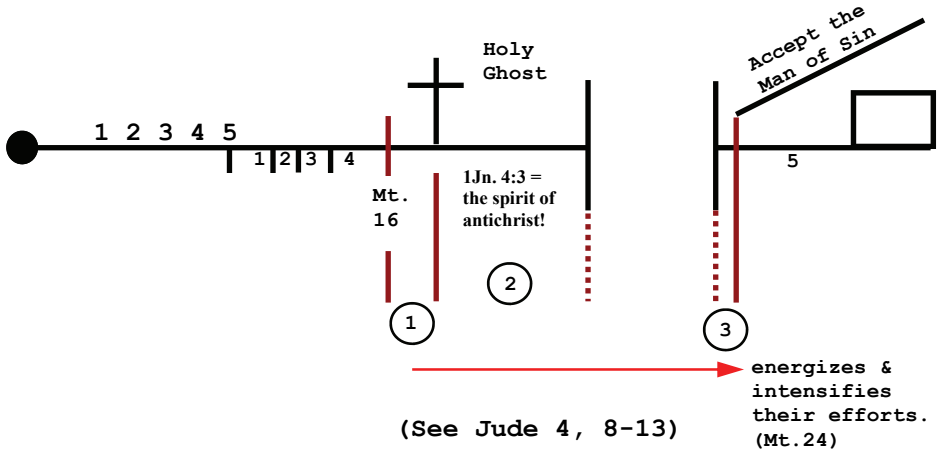 Accept the
Man of Sin
Holy
Ghost
1 2 3 4 5
1 2 3 4
5
Mt.
16
1Jn. 4:3 =
the spirit of
antichrist!
2
1
3
energizes &
intensifies
their efforts.
(Mt.24)
(See Jude 4, 8-13)